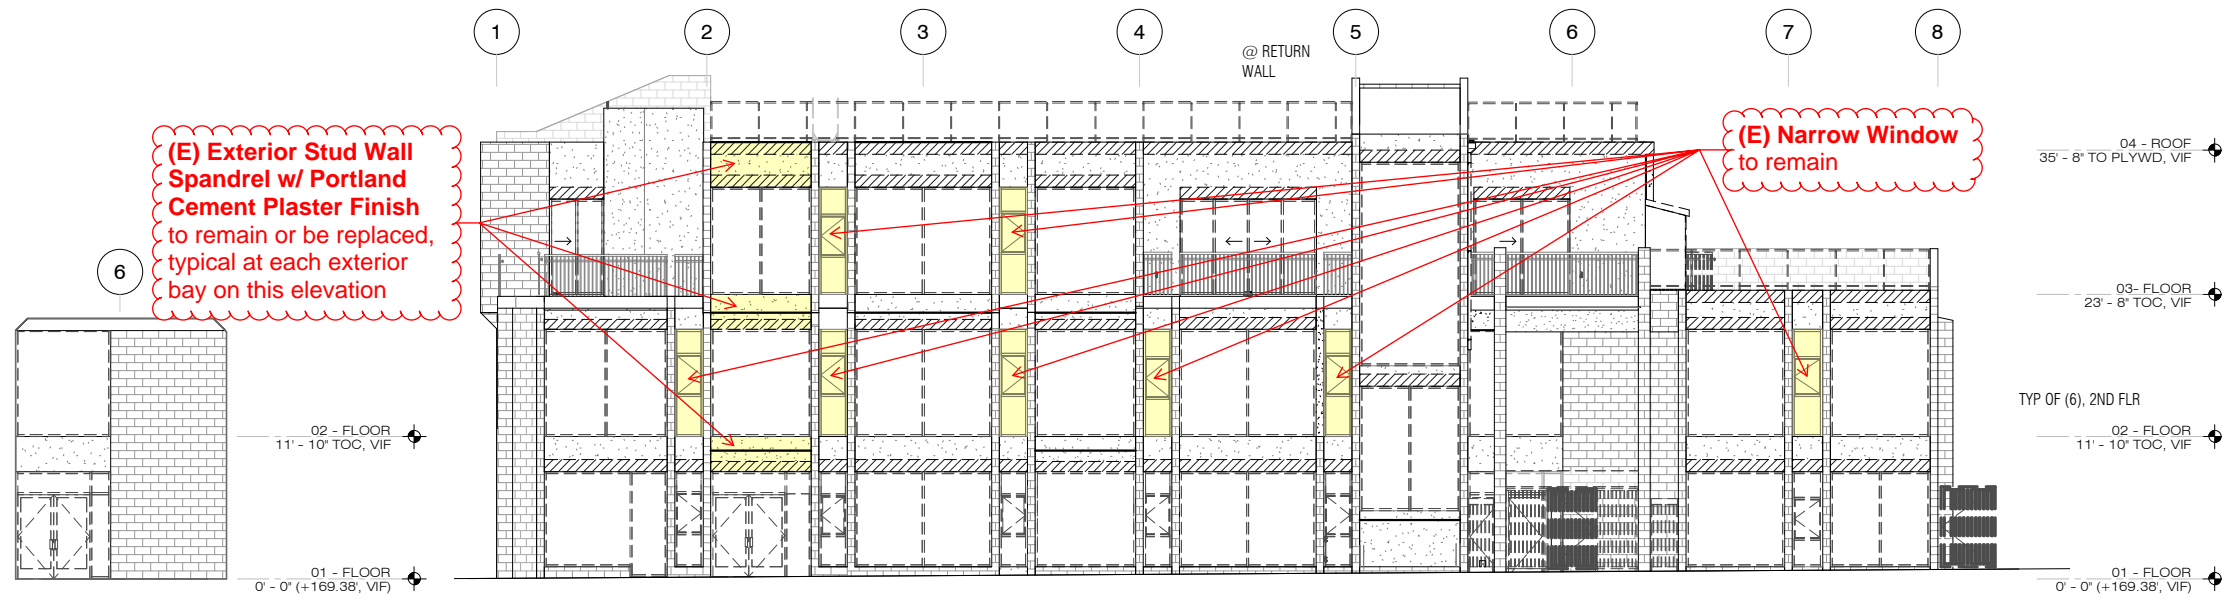 1 2 3 4 5 6 7 8
@ RETURN
WALL
(E) Exterior Stud Wall
Spandrel w/ Portland
Cement Plaster Finish
to remain or be replaced,
typical at each exterior
bay on this elevation
(E) Narrow Window
to remain
04 - ROOF
35' - 8" TO PLYWD, VIF
6
03- FLOOR
23' - 8" TOC, VIF
TYP OF (6), 2ND FLR
02 - FLOOR
11' - 10" TOC, VIF
02 - FLOOR
11' - 10" TOC, VIF
01 - FLOOR
0' - 0" (+169.38', VIF)
01 - FLOOR
0' - 0" (+169.38', VIF)